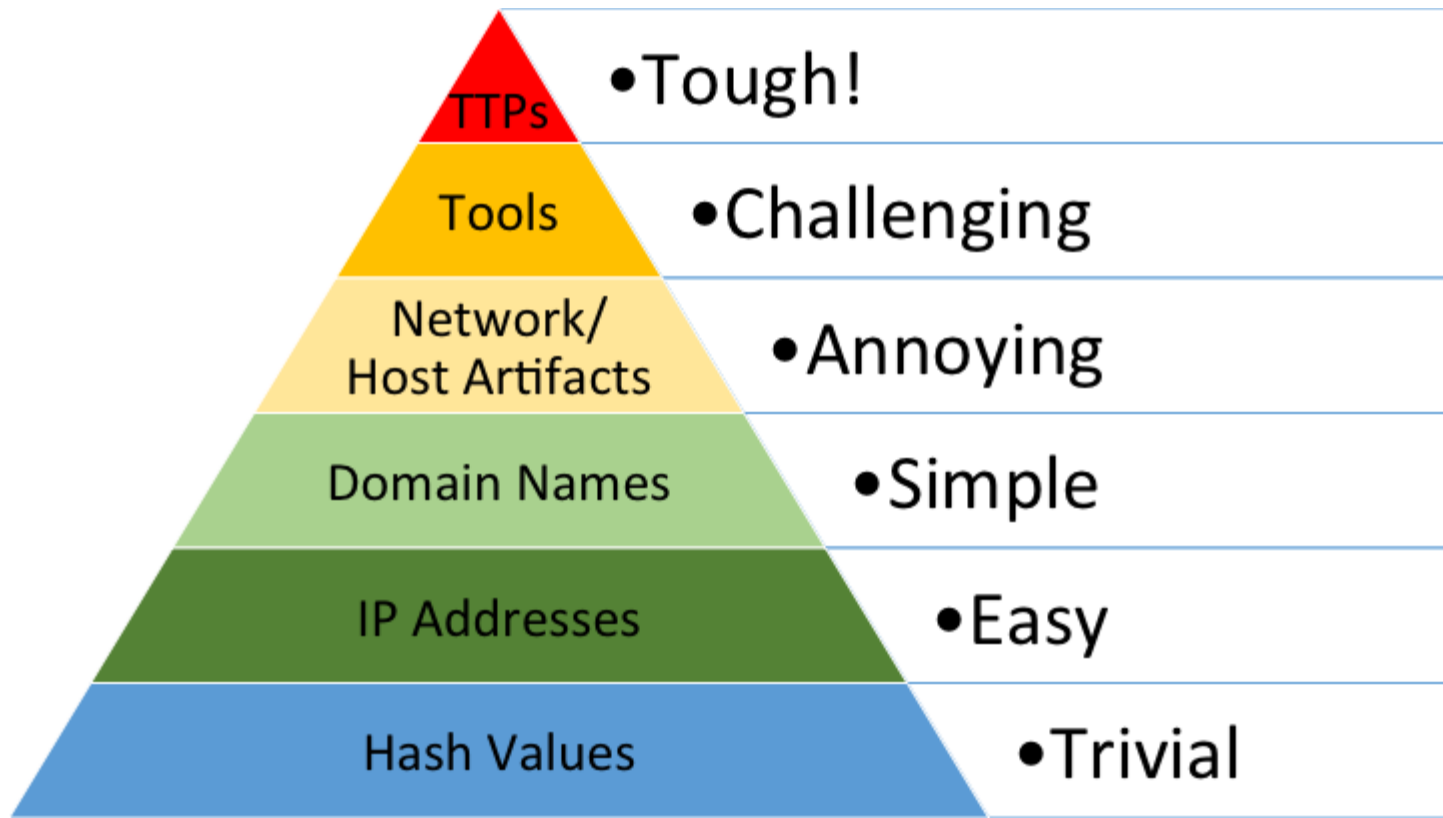 TTPs
•Tough!
Tools
•Challenging
Network/
Host Artifacts
•Annoying
Domain Names
•Simple
IP Addresses
•Easy
Hash Values
•Trivial